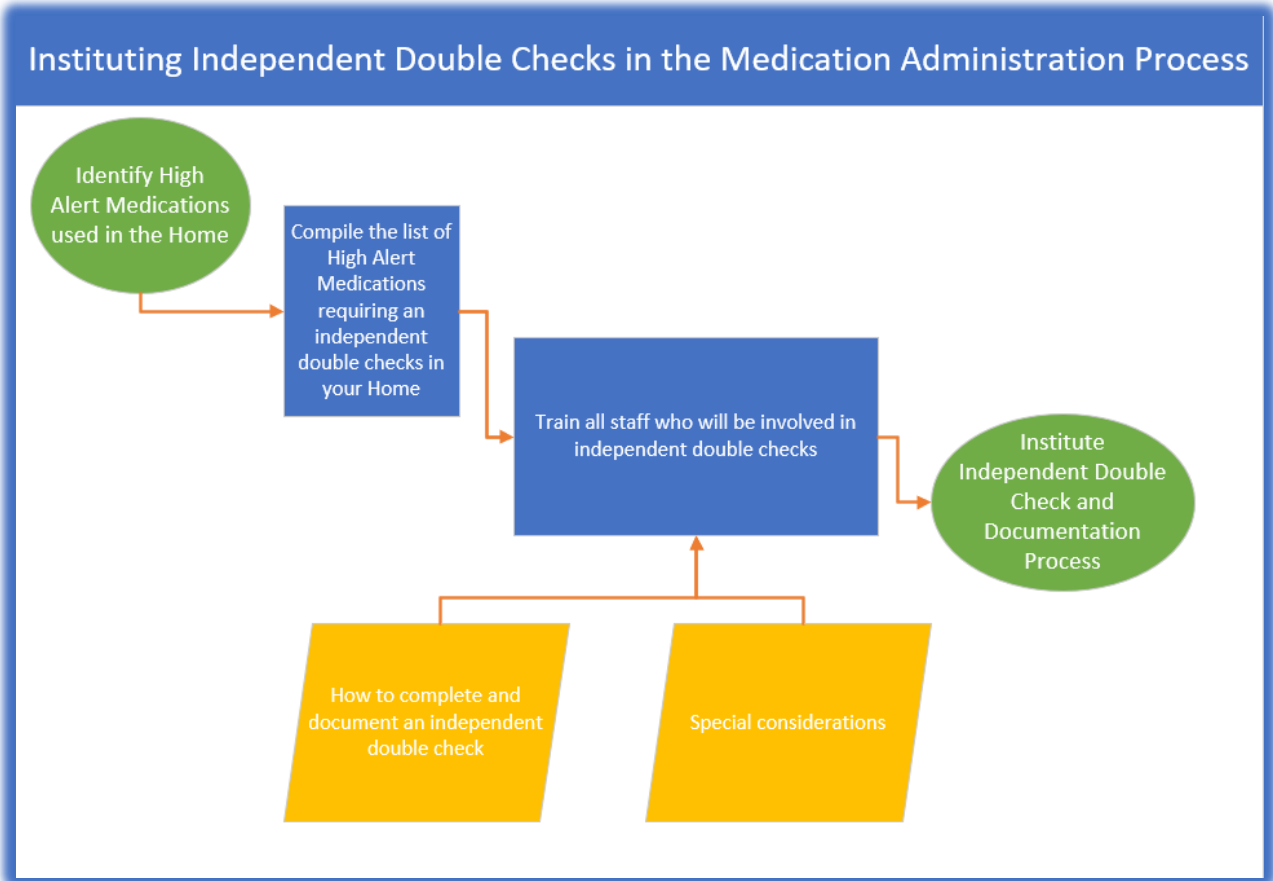 Instituting Independent Double Checks in the Medication Administration Process
Identify High
Alert Medications
used in the Home
Compile the list of
High Alert
Medications
requiring an
independent
double checks in
your Home
Train all staff who will be involved in
independent double checks
Institute
Independent Double
Check and
Documentation
Process
How to complete and
document an independent
double check
Special considerations